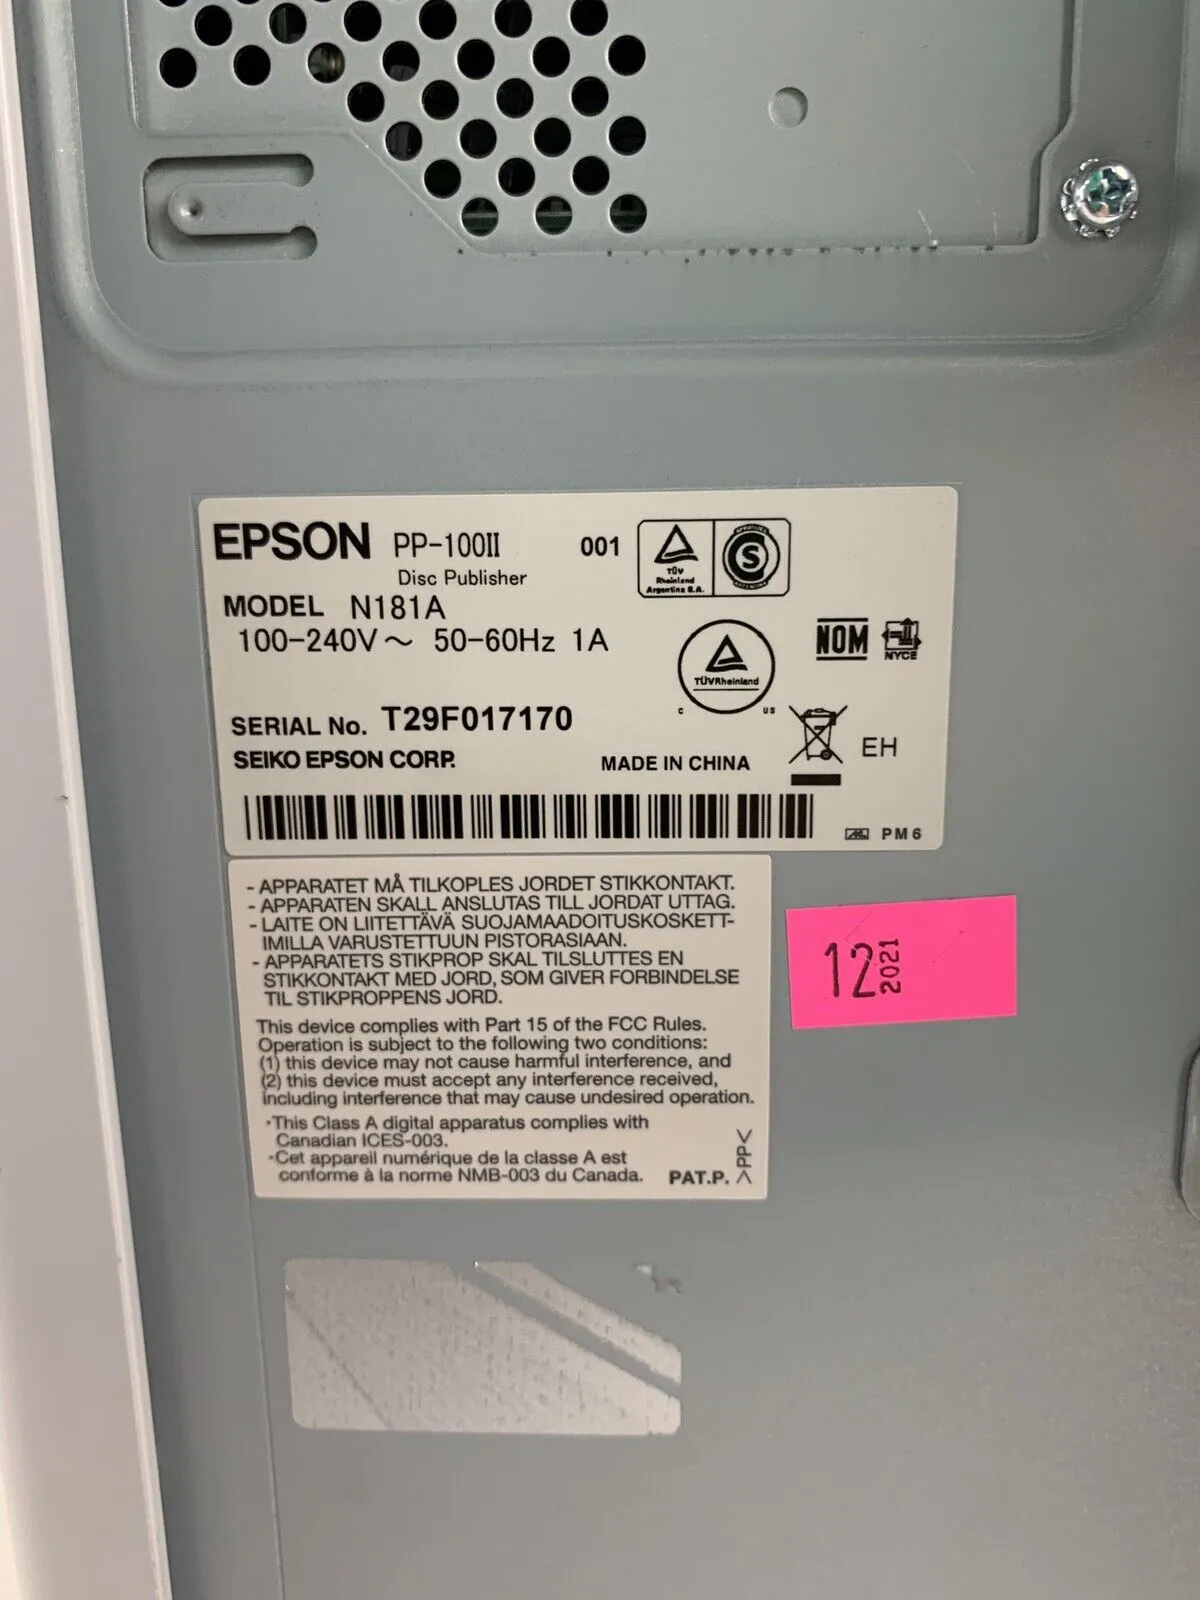 EPSON PP-100II 001
Disc Publisher
TÜV
Rheinland
Argentina S.A.
S
MODEL N181A
100-240V～ 50-60Hz 1A
TÜVRheinland
C US
NOM
NYCE
SERIAL No. T29F017170
SEIKO EPSON CORP.
MADE IN CHINA
EH
PM6
- APPARATET MÅ TILKOPLES JORDET STIKKONTAKT.
- APPARATEN SKALL ANSLUTAS TILL JORDAT UTTAG.
- LAITE ON LIITETTÄVÄ SUOJAMAADOITUSKOSKETT-
IMILLA VARUSTETTUUN PISTORASIAAN.
- APPARATETS STIKPROP SKAL TILSLUTTES EN
STIKKONTAKT MED JORD, SOM GIVER FORBINDELSE
TIL STIKPROPPENS JORD.
This device complies with Part 15 of the FCC Rules.
Operation is subject to the following two conditions:
(1) this device may not cause harmful interference, and
(2) this device must accept any interference received,
including interference that may cause undesired operation.
·This Class A digital apparatus complies with
Canadian ICES-003.
·Cet appareil numérique de la classe A est
conforme à la norme NMB-003 du Canada.
PAT.P.
>PP<
12 2021